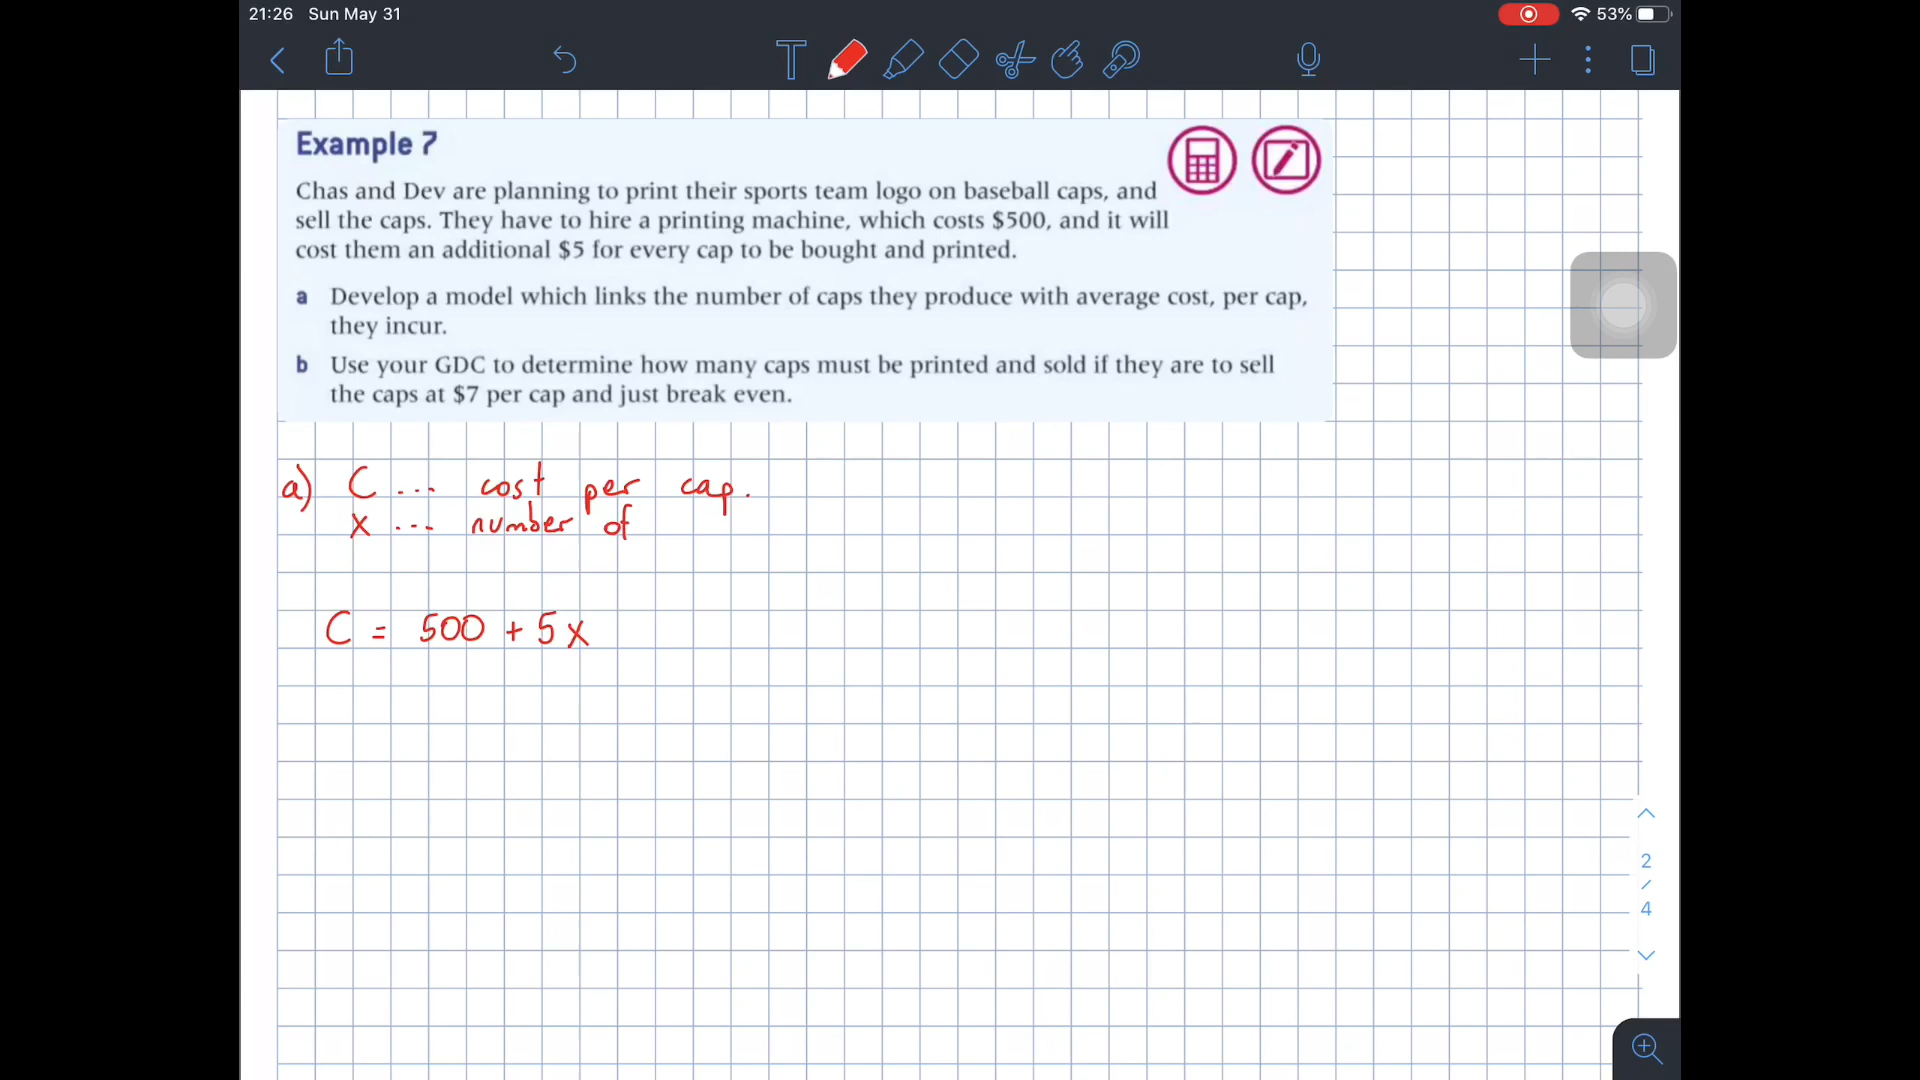 21:26 Sun May 31 53%
T
Example 7
Chas and Dev are planning to print their sports team logo on baseball caps, and
sell the caps. They have to hire a printing machine, which costs $500, and it will
cost them an additional $5 for every cap to be bought and printed.
a Develop a model which links the number of caps they produce with average cost, per cap,
they incur.
b Use your GDC to determine how many caps must be printed and sold if they are to sell
the caps at $7 per cap and just break even.
a) C ... cost per cap.
x ... number of
C = 500 + 5x
2
/
4